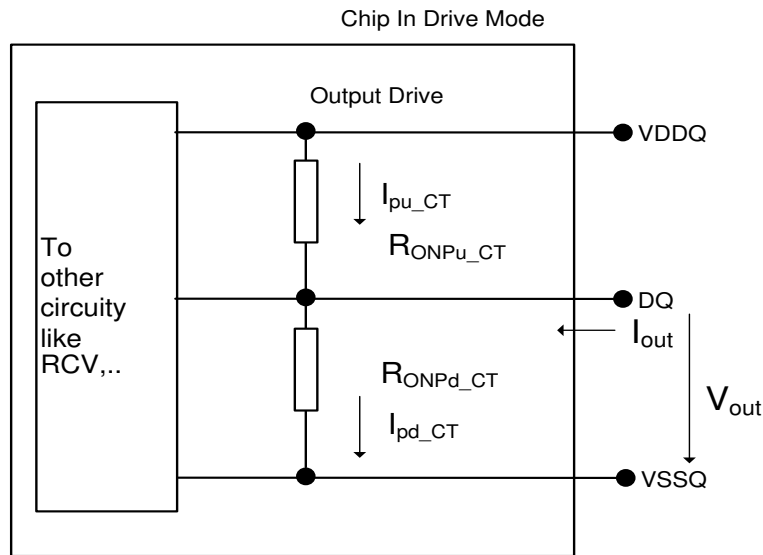 Chip In Drive Mode
Output Drive
VDDQ
Ipu_CT
RONPu_CT
To
other
circuity
like
RCV,..
DQ
Iout
RONPd_CT
Vout
Ipd_CT
VSSQ